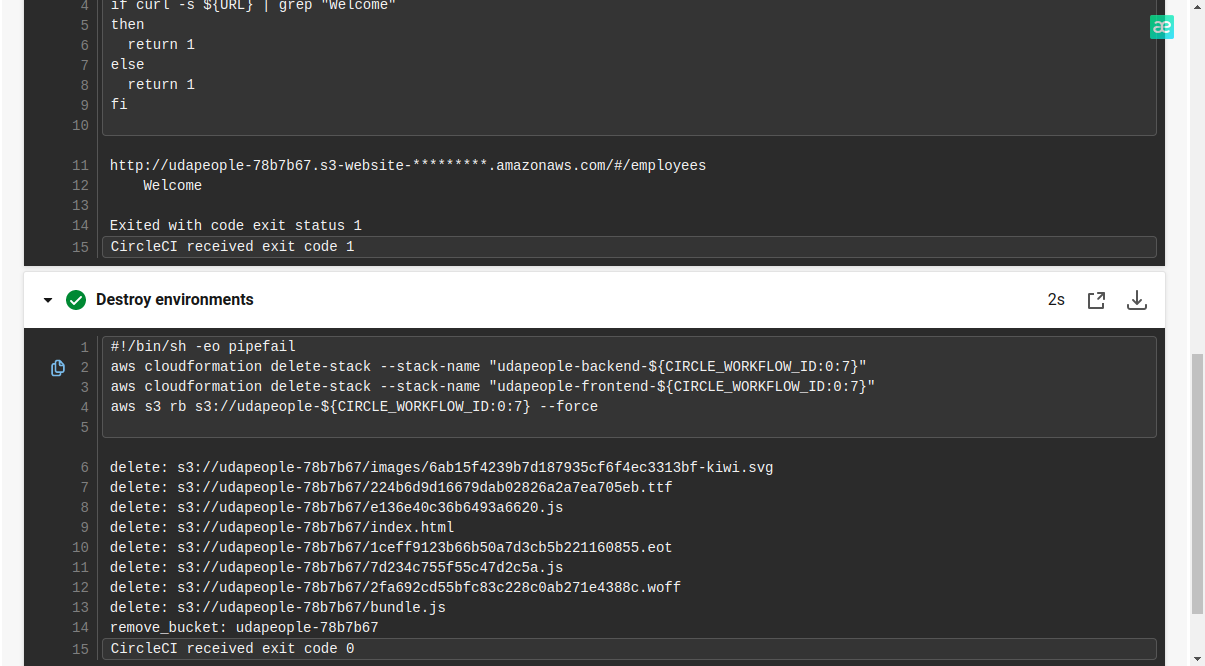 4 if curl -s ${URL} | grep "Welcome"
5 then
6 return 1
7 else
8 return 1
9 fi
10
11 http://udapeople-78b7b67.s3-website-*********.amazonaws.com/#/employees
12 Welcome
13
14 Exited with code exit status 1
15 CircleCI received exit code 1
æ
Destroy environments 2s
1 #!/bin/sh -eo pipefail
2 aws cloudformation delete-stack --stack-name "udapeople-backend-${CIRCLE_WORKFLOW_ID:0:7}"
3 aws cloudformation delete-stack --stack-name "udapeople-frontend-${CIRCLE_WORKFLOW_ID:0:7}"
4 aws s3 rb s3://udapeople-${CIRCLE_WORKFLOW_ID:0:7} --force
5
6 delete: s3://udapeople-78b7b67/images/6ab15f4239b7d187935cf6f4ec3313bf-kiwi.svg
7 delete: s3://udapeople-78b7b67/224b6d9d16679dab02826a2a7ea705eb.ttf
8 delete: s3://udapeople-78b7b67/e136e40c36b6493a6620.js
9 delete: s3://udapeople-78b7b67/index.html
10 delete: s3://udapeople-78b7b67/1ceff9123b66b50a7d3cb5b221160855.eot
11 delete: s3://udapeople-78b7b67/7d234c755f55c47d2c5a.js
12 delete: s3://udapeople-78b7b67/2fa692cd55bfc83c228c0ab271e4388c.woff
13 delete: s3://udapeople-78b7b67/bundle.js
14 remove_bucket: udapeople-78b7b67
15 CircleCI received exit code 0